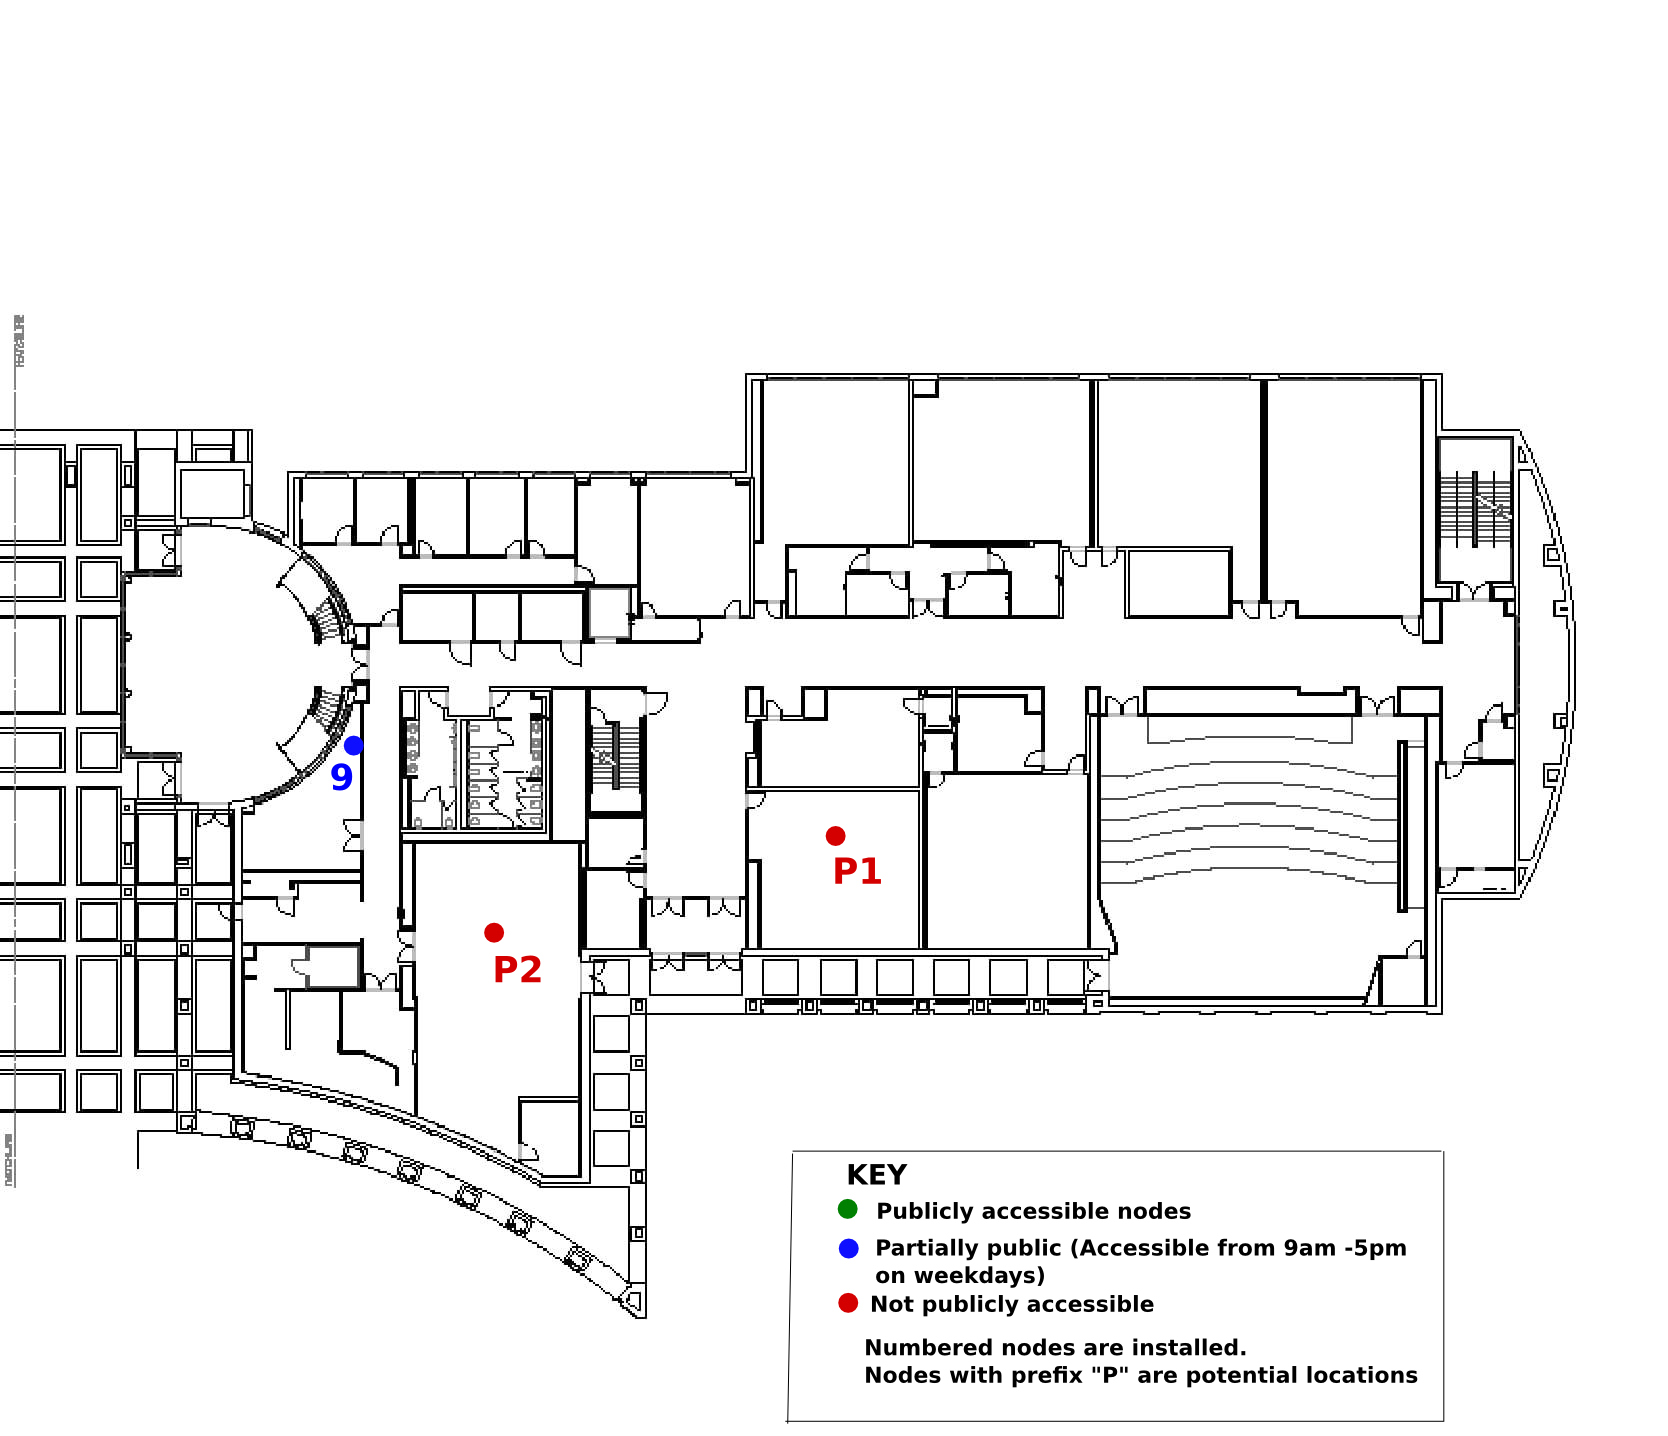 9
P1
P2
KEY
Publicly accessible nodes
Partially public (Accessible from 9am -5pm
on weekdays)
Not publicly accessible
Numbered nodes are installed.
Nodes with prefix "P" are potential locations